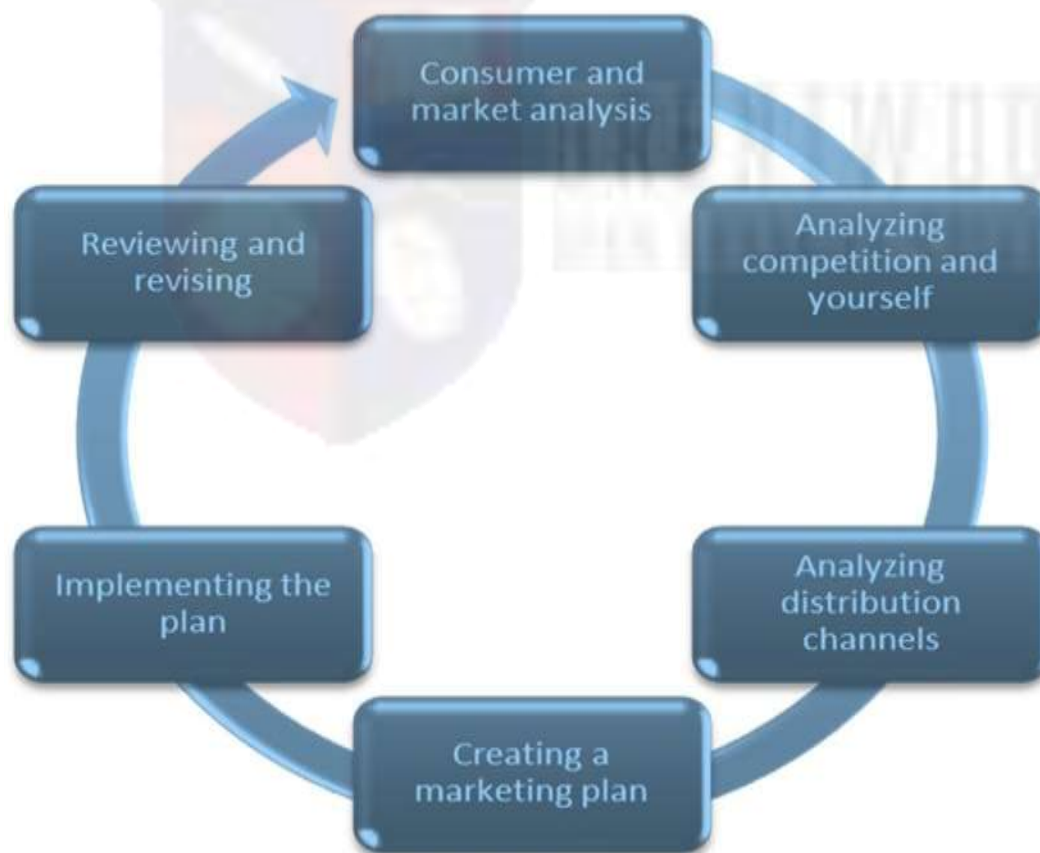 Consumer and
market analysis
Analyzing
competition and
yourself
Analyzing
distribution
channels
Creating a
marketing plan
Implementing the
plan
Reviewing and
revising